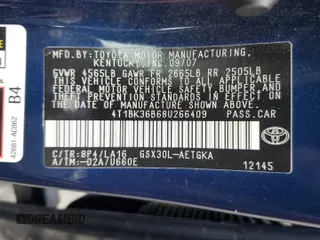 MFD. BY:
TOYOTA MOTOR MANUFACTURING,
KENTUCKY, INC. 09/07
GVWR 4565LB GAWR FR 2665LB RR 2505LB
THIS VEHICLE CONFORMS TO ALL APPLICABLE
FEDERAL MOTOR VEHICLE SAFETY,
BUMPER, AND THEFT PREVENTION STANDARDS
IN EFFECT ON THE DATE OF MANUFACTURE
SHOWN ABOVE.
4T1BK36B68U266409 PASS.CAR
C/TR: 8P4/LA16 GSX30L-AETGKA
A/TM: -02A/U660E
TOYOTA
12145
B4